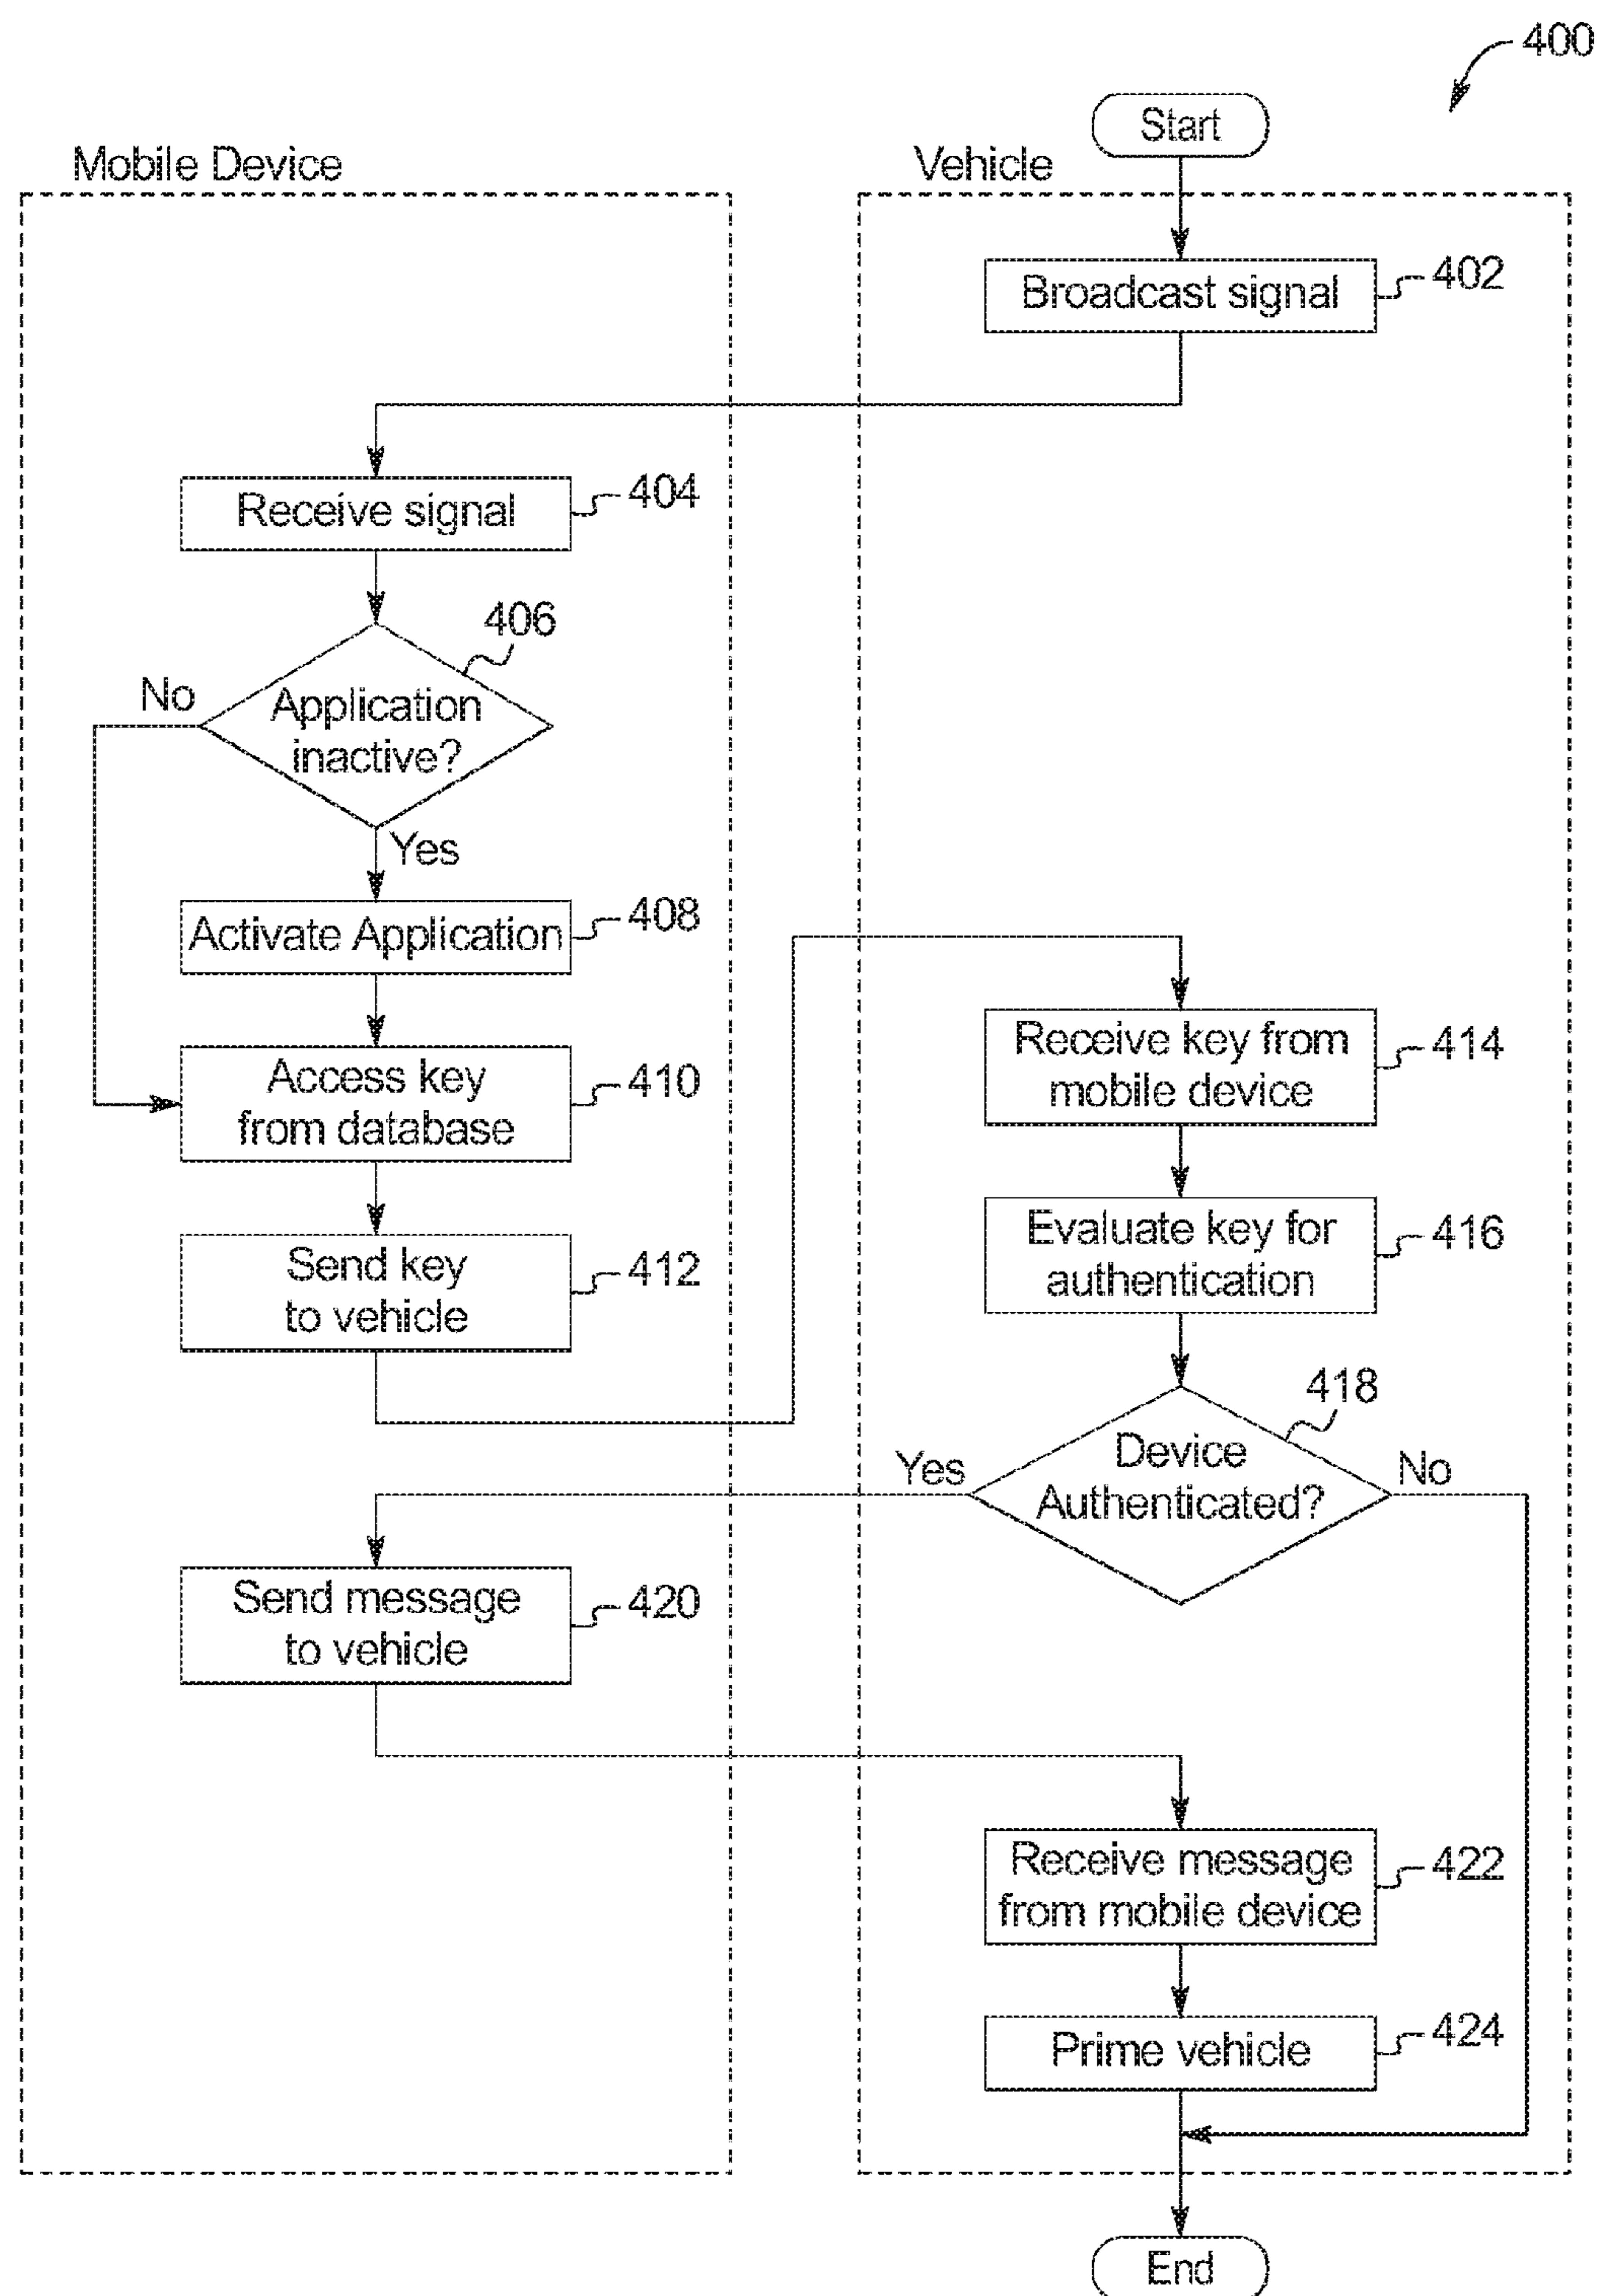 400
Start
Mobile Device
Vehicle
Broadcast signal
402
Receive signal
404
406
No
Application
inactive?
Yes
Activate Application
408
Access key
from database
410
Send key
to vehicle
412
Receive key from
mobile device
414
Evaluate key for
authentication
416
418
Yes
Device
Authenticated?
No
Send message
to vehicle
420
Receive message
from mobile device
422
Prime vehicle
424
End